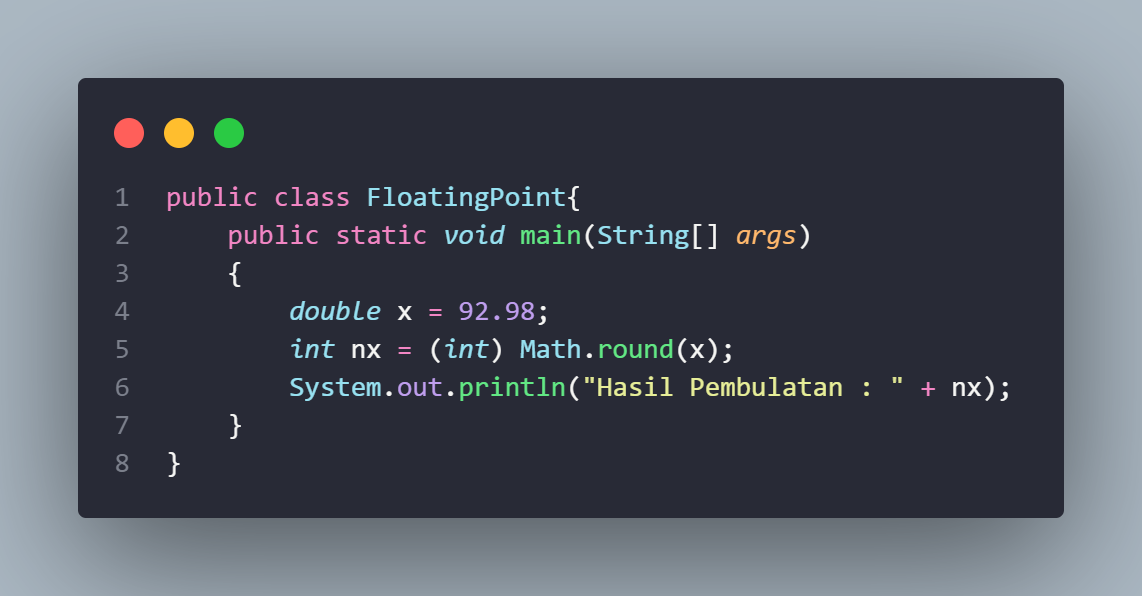 1 public class FloatingPoint{
2     public static void main(String[] args)
3     {
4         double x = 92.98;
5         int nx = (int) Math.round(x);
6         System.out.println("Hasil Pembulatan : " + nx);
7     }
8 }